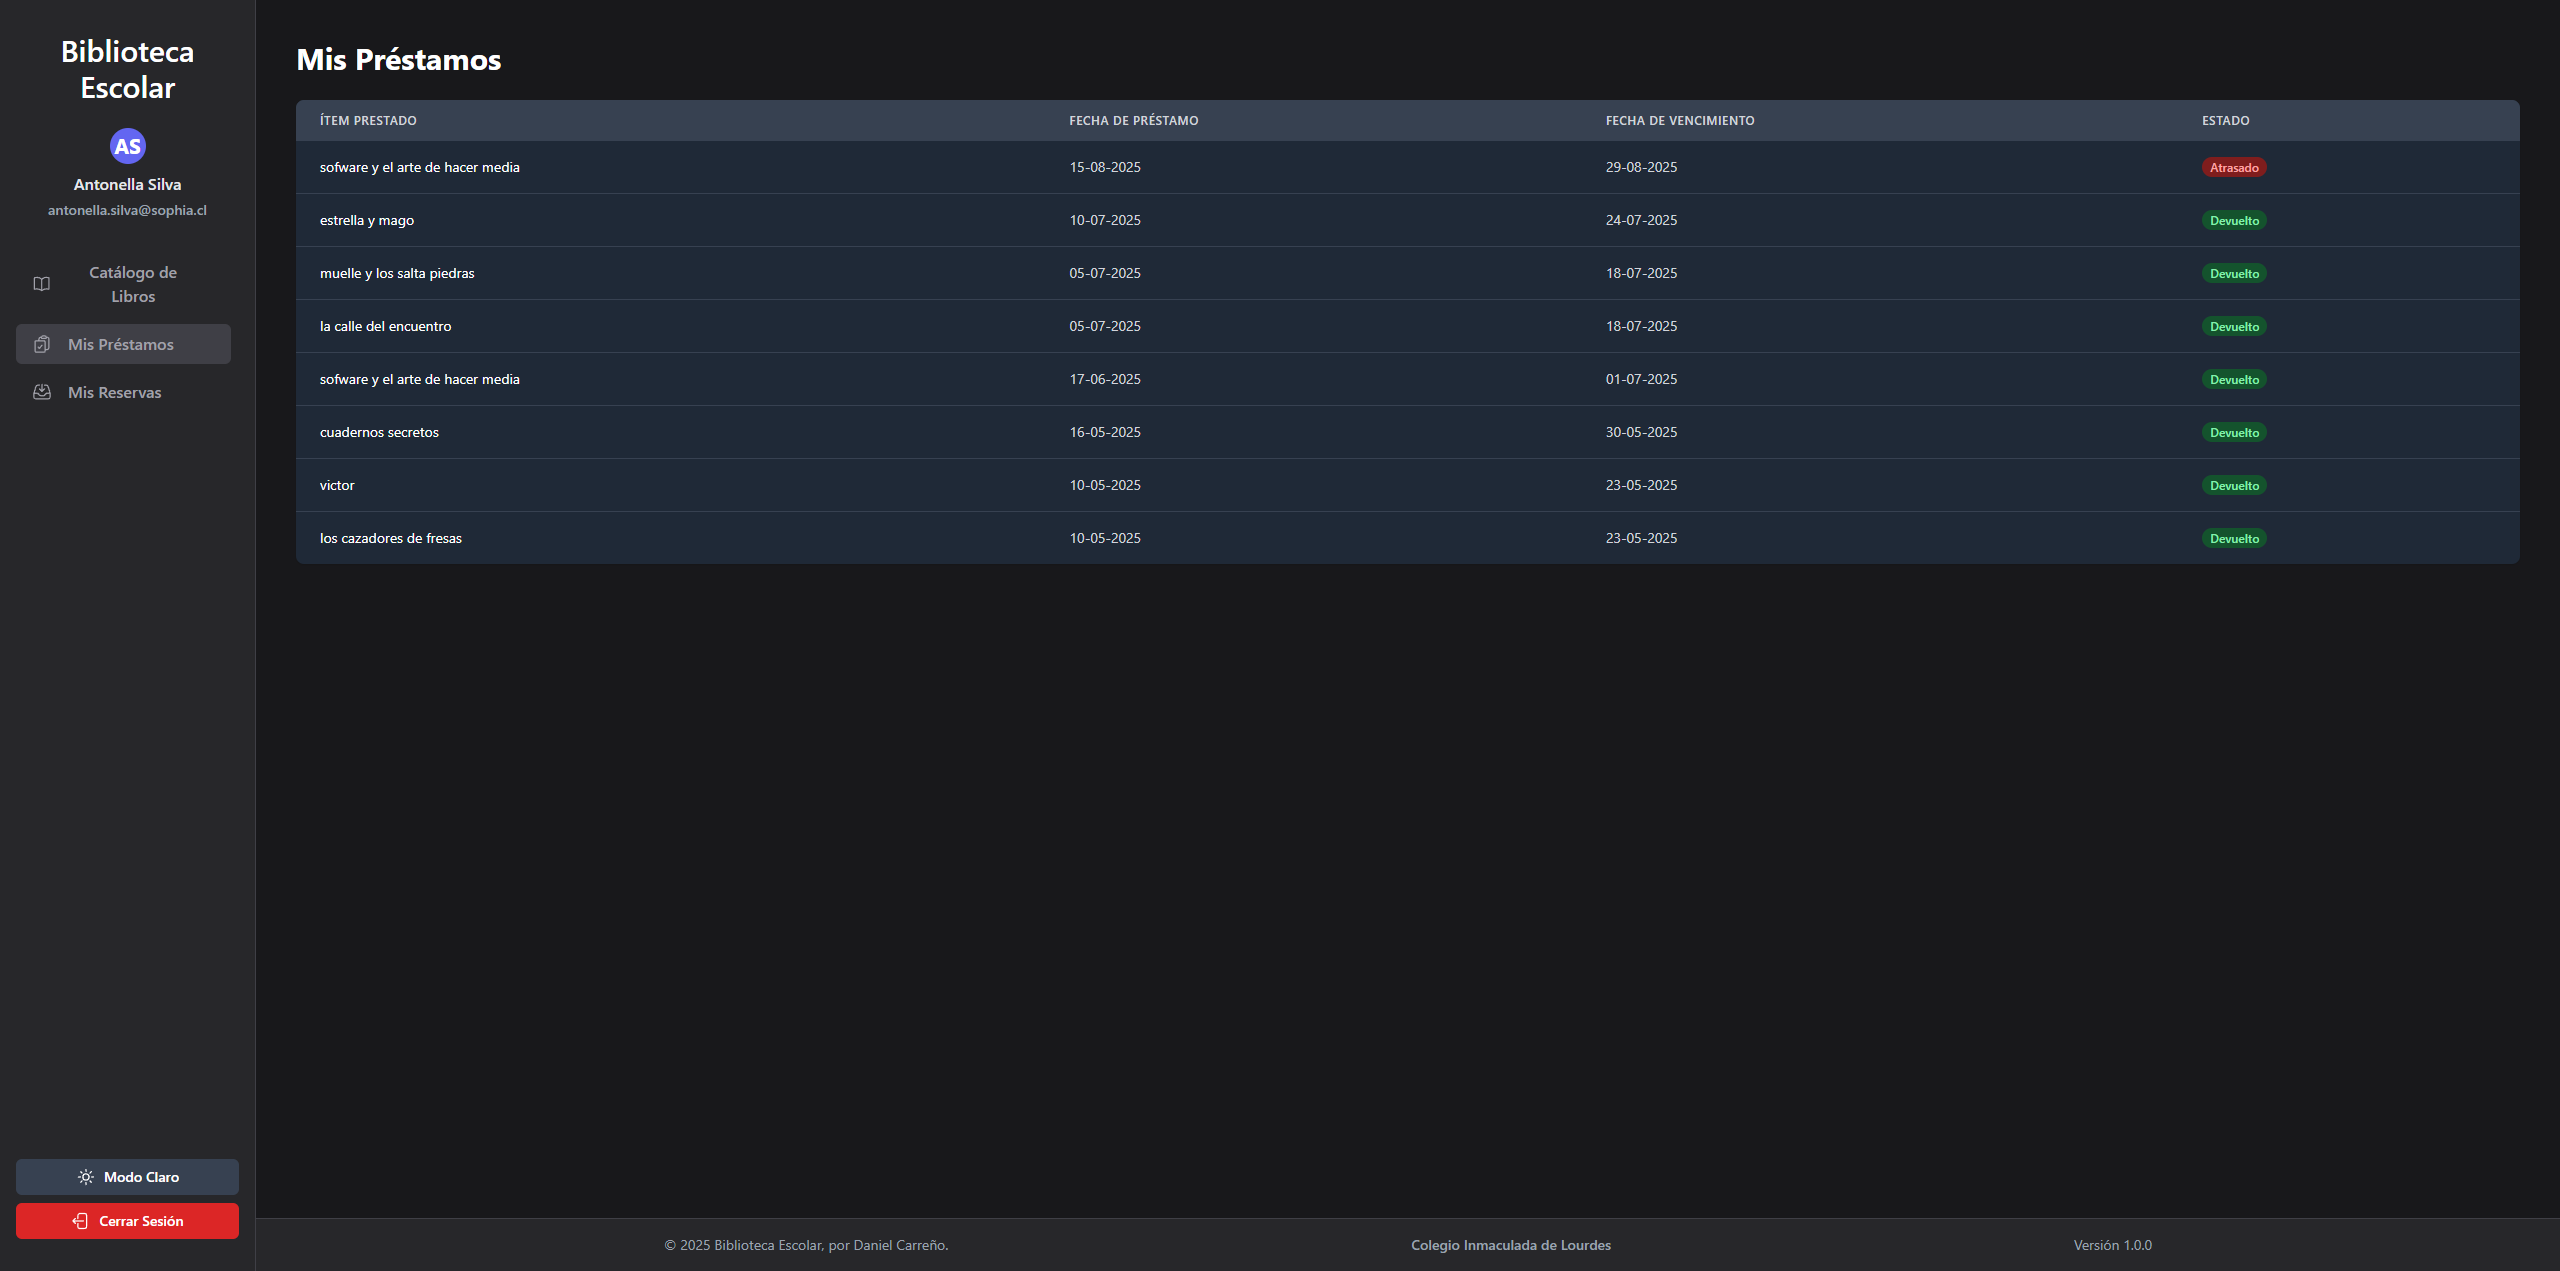 Biblioteca
Escolar
AS
Antonella Silva
antonella.silva@sophia.cl
Catálogo de
Libros
Mis Préstamos
Mis Reservas
Modo Claro
Cerrar Sesión
Mis Préstamos
ÍTEM PRESTADO FECHA DE PRÉSTAMO FECHA DE VENCIMIENTO ESTADO
sofware y el arte de hacer media 15-08-2025 29-08-2025 Atrasado
estrella y mago 10-07-2025 24-07-2025 Devuelto
muelle y los salta piedras 05-07-2025 18-07-2025 Devuelto
la calle del encuentro 05-07-2025 18-07-2025 Devuelto
sofware y el arte de hacer media 17-06-2025 01-07-2025 Devuelto
cuadernos secretos 16-05-2025 30-05-2025 Devuelto
victor 10-05-2025 23-05-2025 Devuelto
los cazadores de fresas 10-05-2025 23-05-2025 Devuelto
© 2025 Biblioteca Escolar, por Daniel Carreño. Colegio Inmaculada de Lourdes Versión 1.0.0